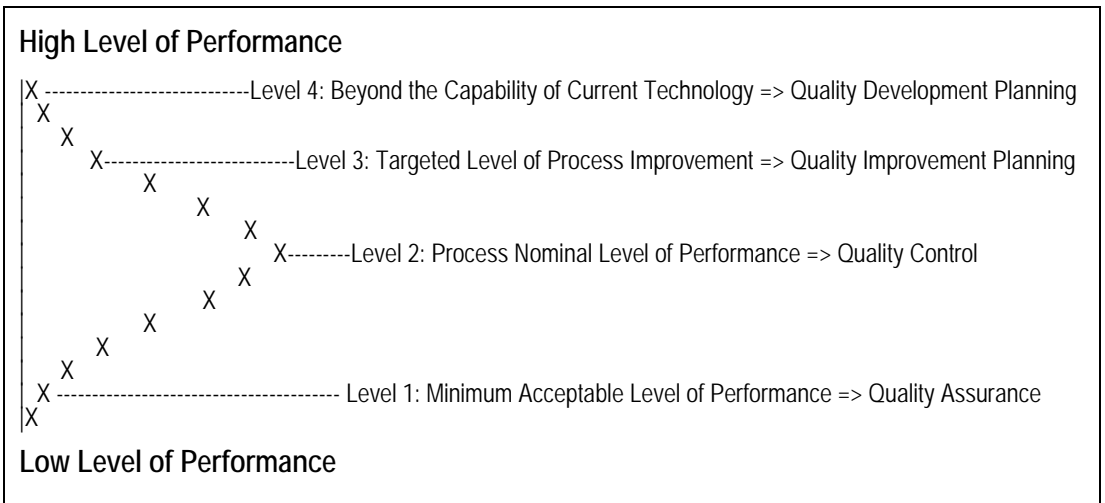 High Level of Performance
X -----------------------------Level 4: Beyond the Capability of Current Technology => Quality Development Planning
X
X
X---------------------------Level 3: Targeted Level of Process Improvement => Quality Improvement Planning
X
X
X
X---------Level 2: Process Nominal Level of Performance => Quality Control
X
X
X
X
X
X ---------------------------------------- Level 1: Minimum Acceptable Level of Performance => Quality Assurance
X
Low Level of Performance